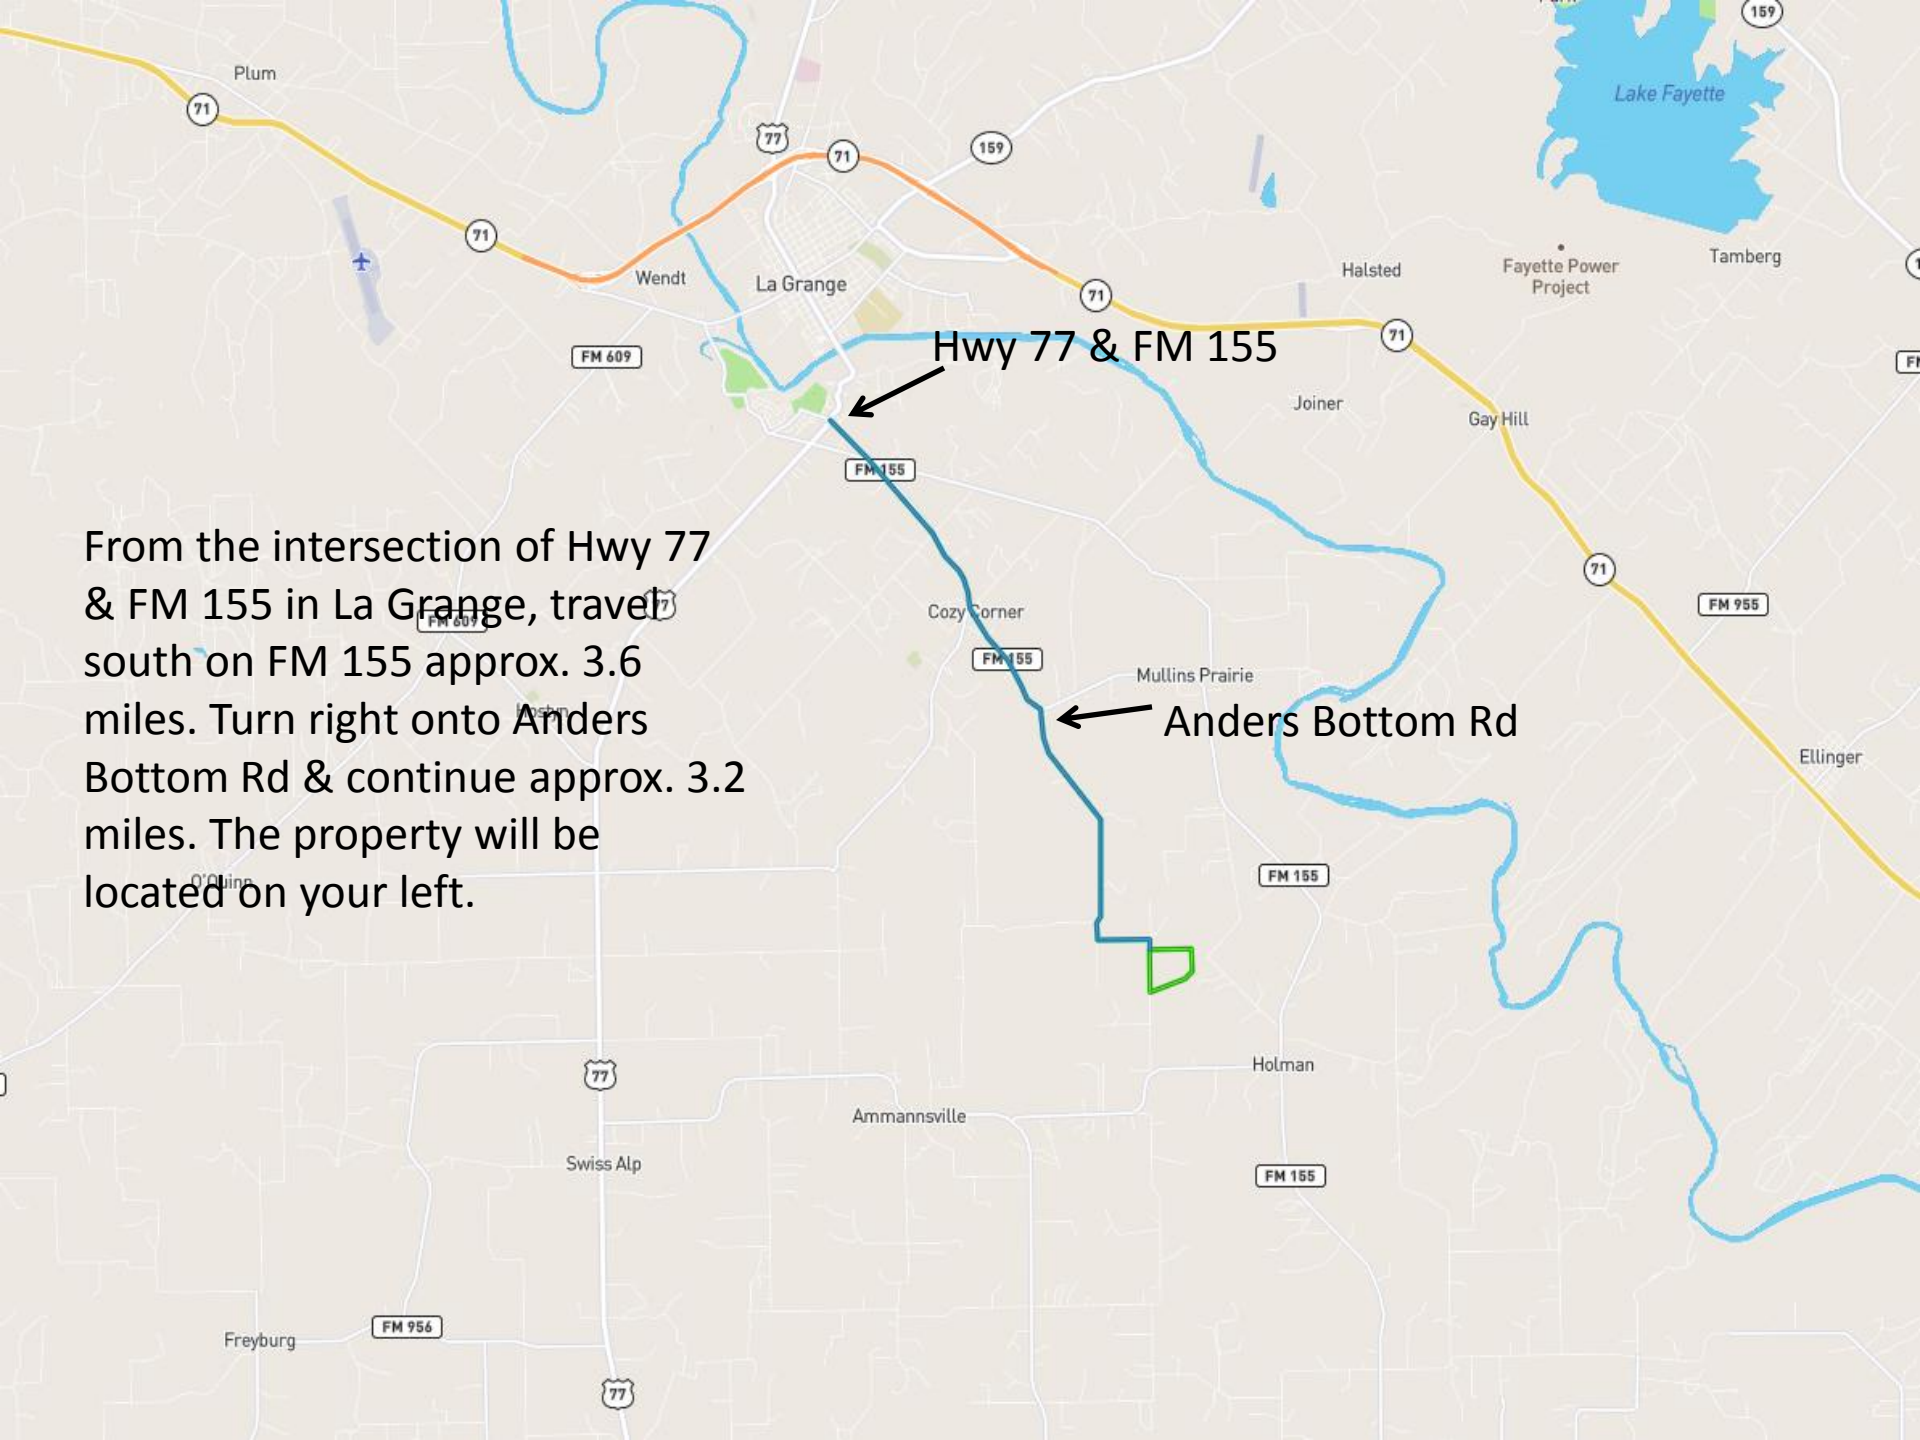 159
Plum
Lake Fayette
71
77
71
159
71
Wendt
La Grange
Halsted
Fayette Power
Project
Tamberg
71
71
FM 609
Hwy 77 & FM 155
Joiner
Gay Hill
FM 155
From the intersection of Hwy 77
& FM 155 in La Grange, travel
south on FM 155 approx. 3.6
miles. Turn right onto Anders
Bottom Rd & continue approx. 3.2
miles. The property will be
located on your left.
71
FM 955
77
FM 609
Cozy Corner
FM 155
Mullins Prairie
Hostyn
Anders Bottom Rd
Ellinger
O'Quinn
FM 155
Holman
77
Ammannsville
Swiss Alp
FM 155
FM 956
Freyburg
77